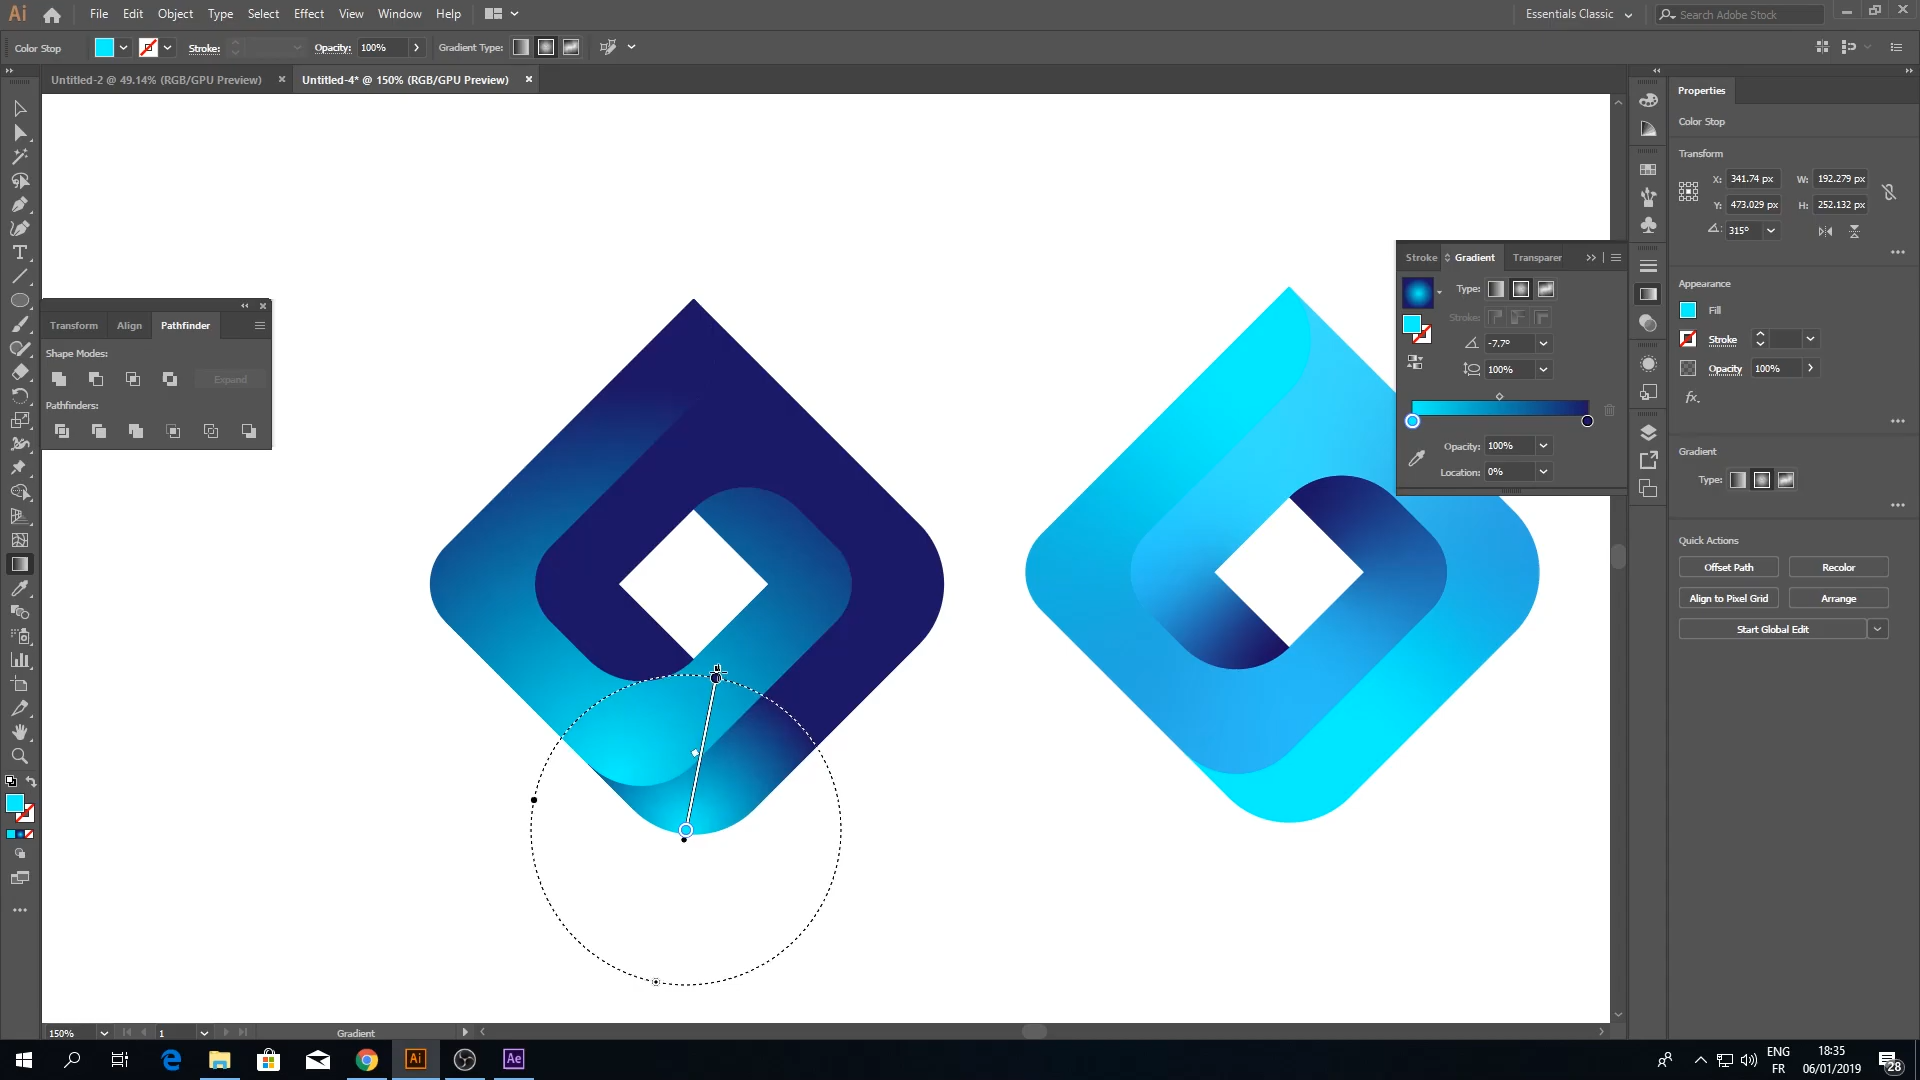 Ai File Edit Object Type Select Effect View Window Help Essentials Classic Search Adobe Stock
Color Stop Stroke: Opacity: 100% Gradient Type:
Untitled-2 @ 49.14% (RGB/GPU Preview) Untitled-4* @ 150% (RGB/GPU Preview)
Transform Align Pathfinder
Shape Modes:
Expand
Pathfinders:
Stroke Gradient Transparer
Type:
Stroke:
-7.7°
100%
Opacity: 100%
Location: 0%
Properties
Color Stop
Transform
X: 341.74 px W: 192.279 px
Y: 473.029 px H: 252.132 px
315°
Appearance
Fill
Stroke
Opacity 100%
fx.
Gradient
Type:
Quick Actions
Offset Path Recolor
Align to Pixel Grid Arrange
Start Global Edit
150% 1 Gradient
Ai Ae ENG FR 18:35 06/01/2019 28